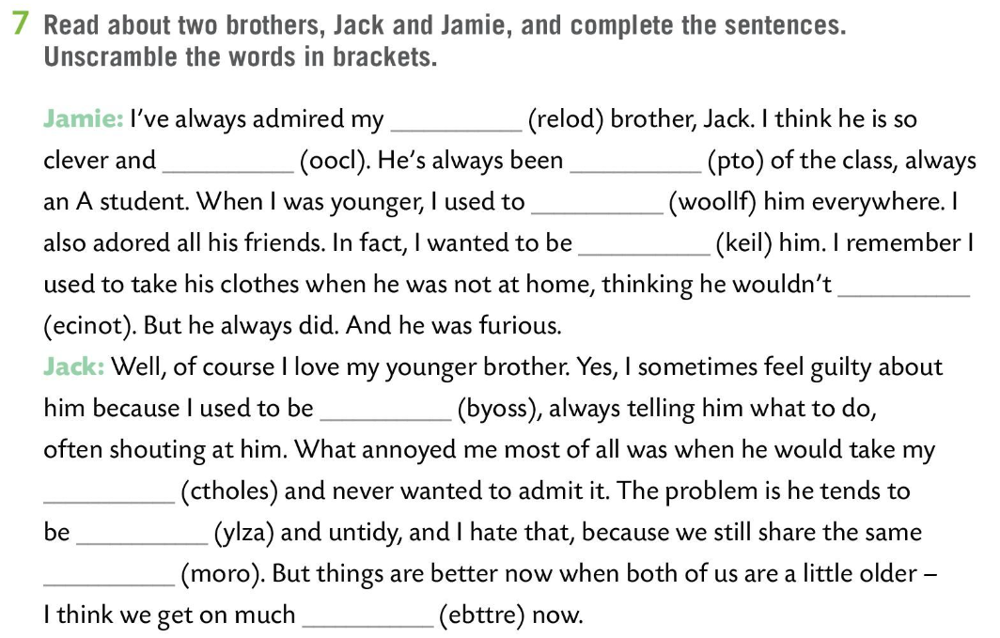 7 Read about two brothers, Jack and Jamie, and complete the sentences.
Unscramble the words in brackets.
Jamie: I've always admired my __________ (relod) brother, Jack. I think he is so
clever and __________ (oocl). He's always been __________ (pto) of the class, always
an A student. When I was younger, I used to __________ (woollf) him everywhere. I
also adored all his friends. In fact, I wanted to be __________ (keil) him. I remember I
used to take his clothes when he was not at home, thinking he wouldn't __________
(ecinot). But he always did. And he was furious.
Jack: Well, of course I love my younger brother. Yes, I sometimes feel guilty about
him because I used to be __________ (byoss), always telling him what to do,
often shouting at him. What annoyed me most of all was when he would take my
__________ (ctholes) and never wanted to admit it. The problem is he tends to
be __________ (ylza) and untidy, and I hate that, because we still share the same
__________ (moro). But things are better now when both of us are a little older –
I think we get on much __________ (ebttre) now.